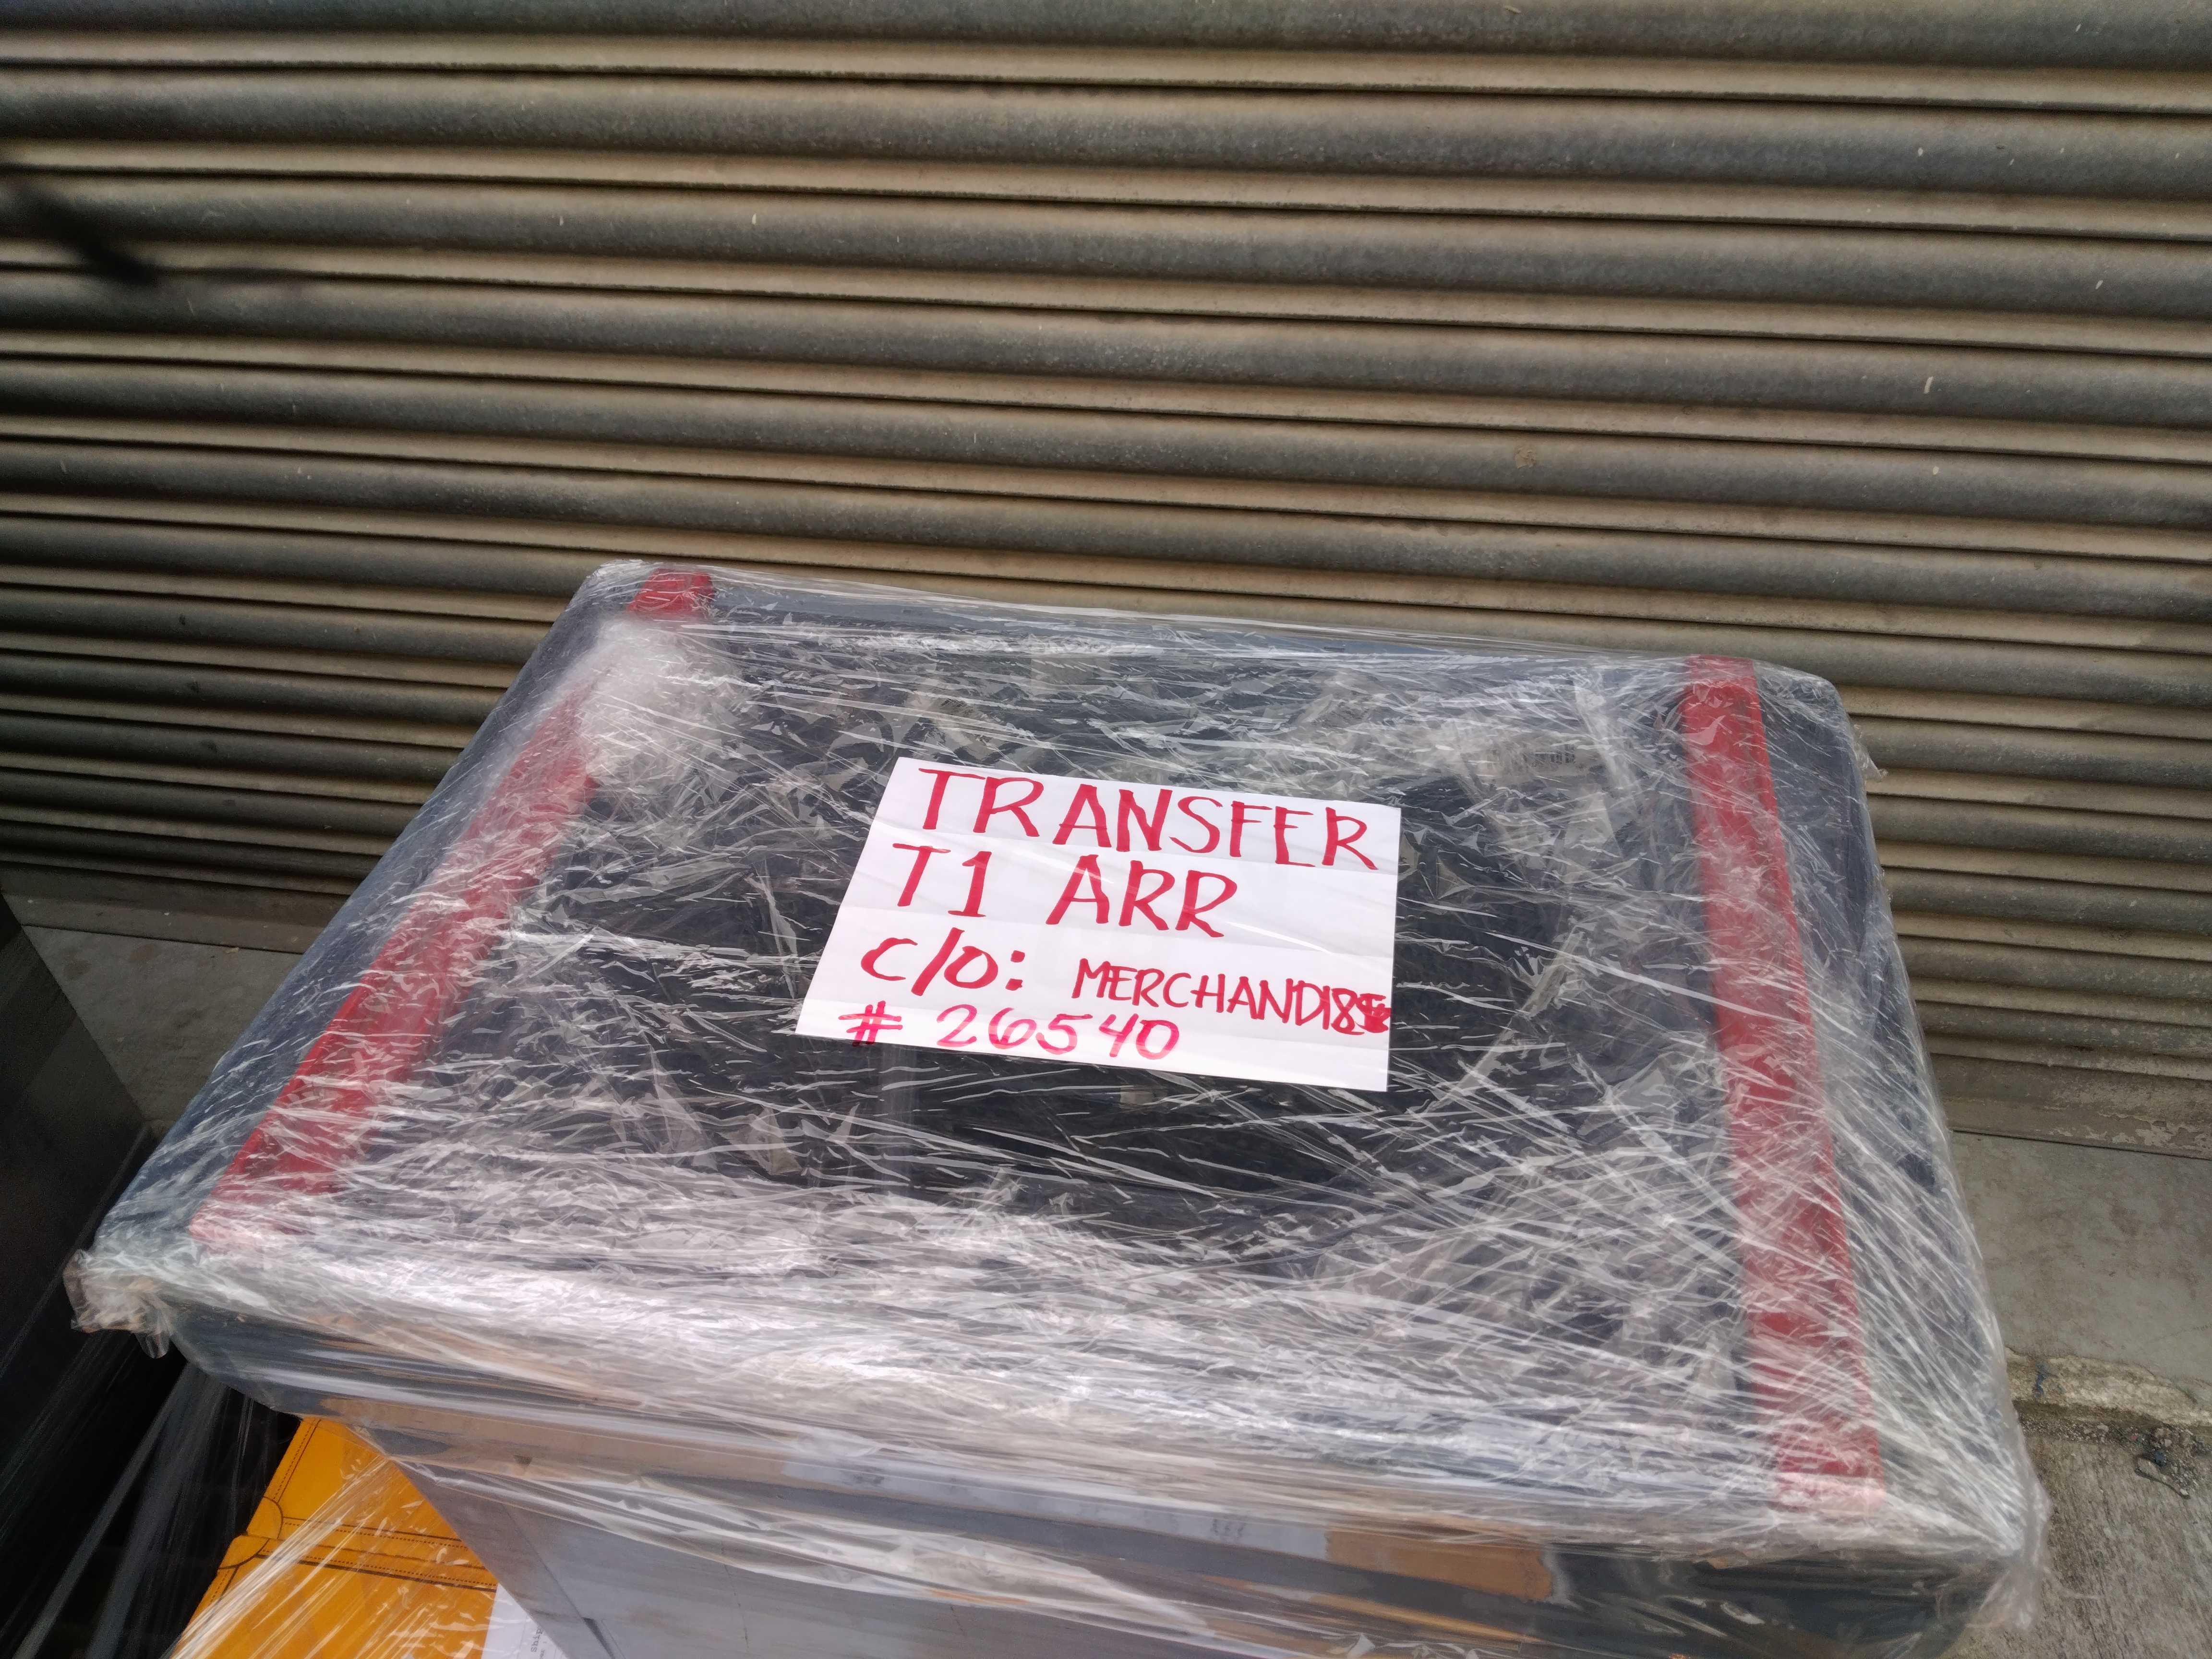 TRANSFER
T1 ARR
c/o: MERCHANDISE
# 26540